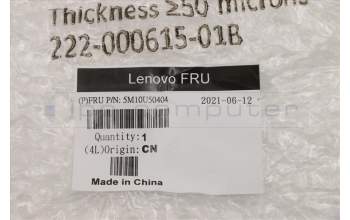 Thickness ≥50 microns
222-000615-01B
Lenovo FRU
(P)FRU P/N: 5M10U50404 2021-06-12
Quantity: 1
(4L)Origin: CN
Made in China